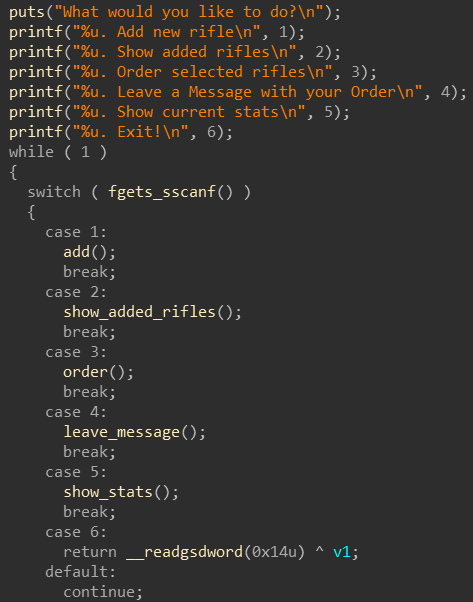 puts("What would you like to do?\n");
printf("%u. Add new rifle\n", 1);
printf("%u. Show added rifles\n", 2);
printf("%u. Order selected rifles\n", 3);
printf("%u. Leave a Message with your Order\n", 4);
printf("%u. Show current stats\n", 5);
printf("%u. Exit!\n", 6);
while ( 1 )
{
  switch ( fgets_sscanf() )
  {
    case 1:
      add();
      break;
    case 2:
      show_added_rifles();
      break;
    case 3:
      order();
      break;
    case 4:
      leave_message();
      break;
    case 5:
      show_stats();
      break;
    case 6:
      return __readgsdword(0x14u) ^ v1;
    default:
      continue;